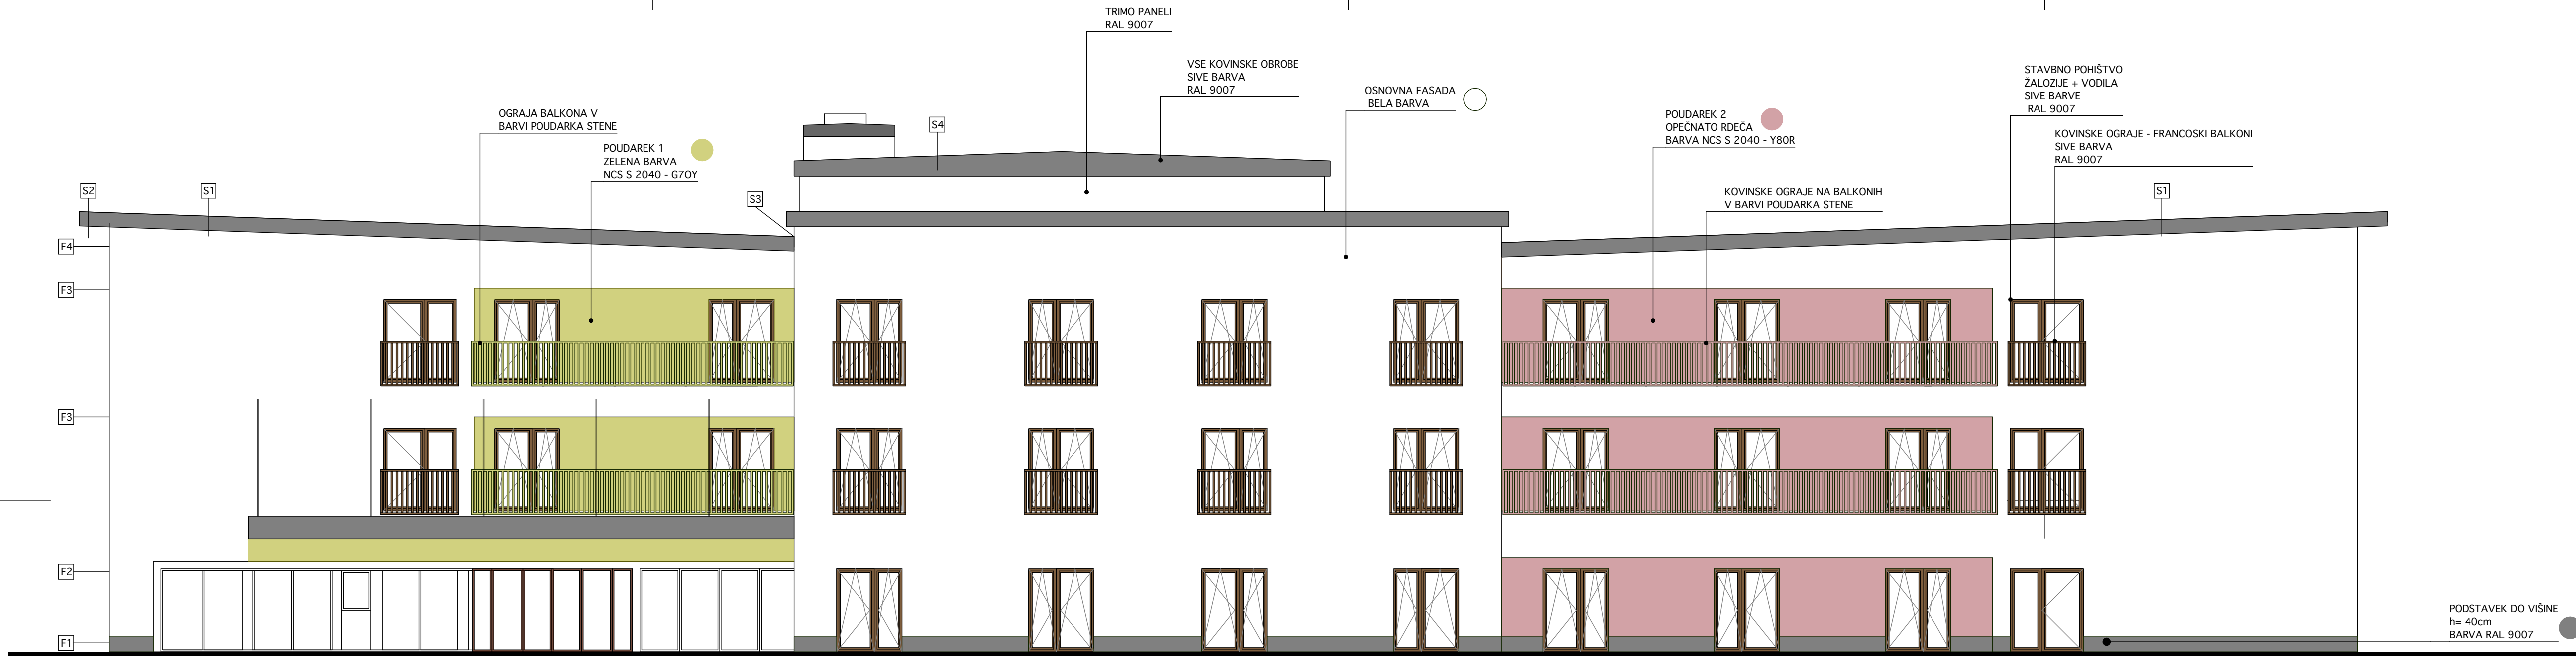 TRIMO PANELI
RAL 9007
VSE KOVINSKE OBROBE
SIVE BARVA
RAL 9007
OSNOVNA FASADA
BELA BARVA
STAVBNO POHIŠTVO
ŽALOZIJE + VODILA
SIVE BARVE
RAL 9007
OGRAJA BALKONA V
BARVI POUDARKA STENE
POUDAREK 1
ZELENA BARVA
NCS S 2040 - G7OY
POUDAREK 2
OPEČNATO RDEČA
BARVA NCS S 2040 - Y80R
KOVINSKE OGRAJE - FRANCOSKI BALKONI
SIVE BARVA
RAL 9007
KOVINSKE OGRAJE NA BALKONIH
V BARVI POUDARKA STENE
S4
S2
S1
S3
S1
F4
F3
F3
F2
F1
PODSTAVEK DO VIŠINE
h= 40cm
BARVA RAL 9007